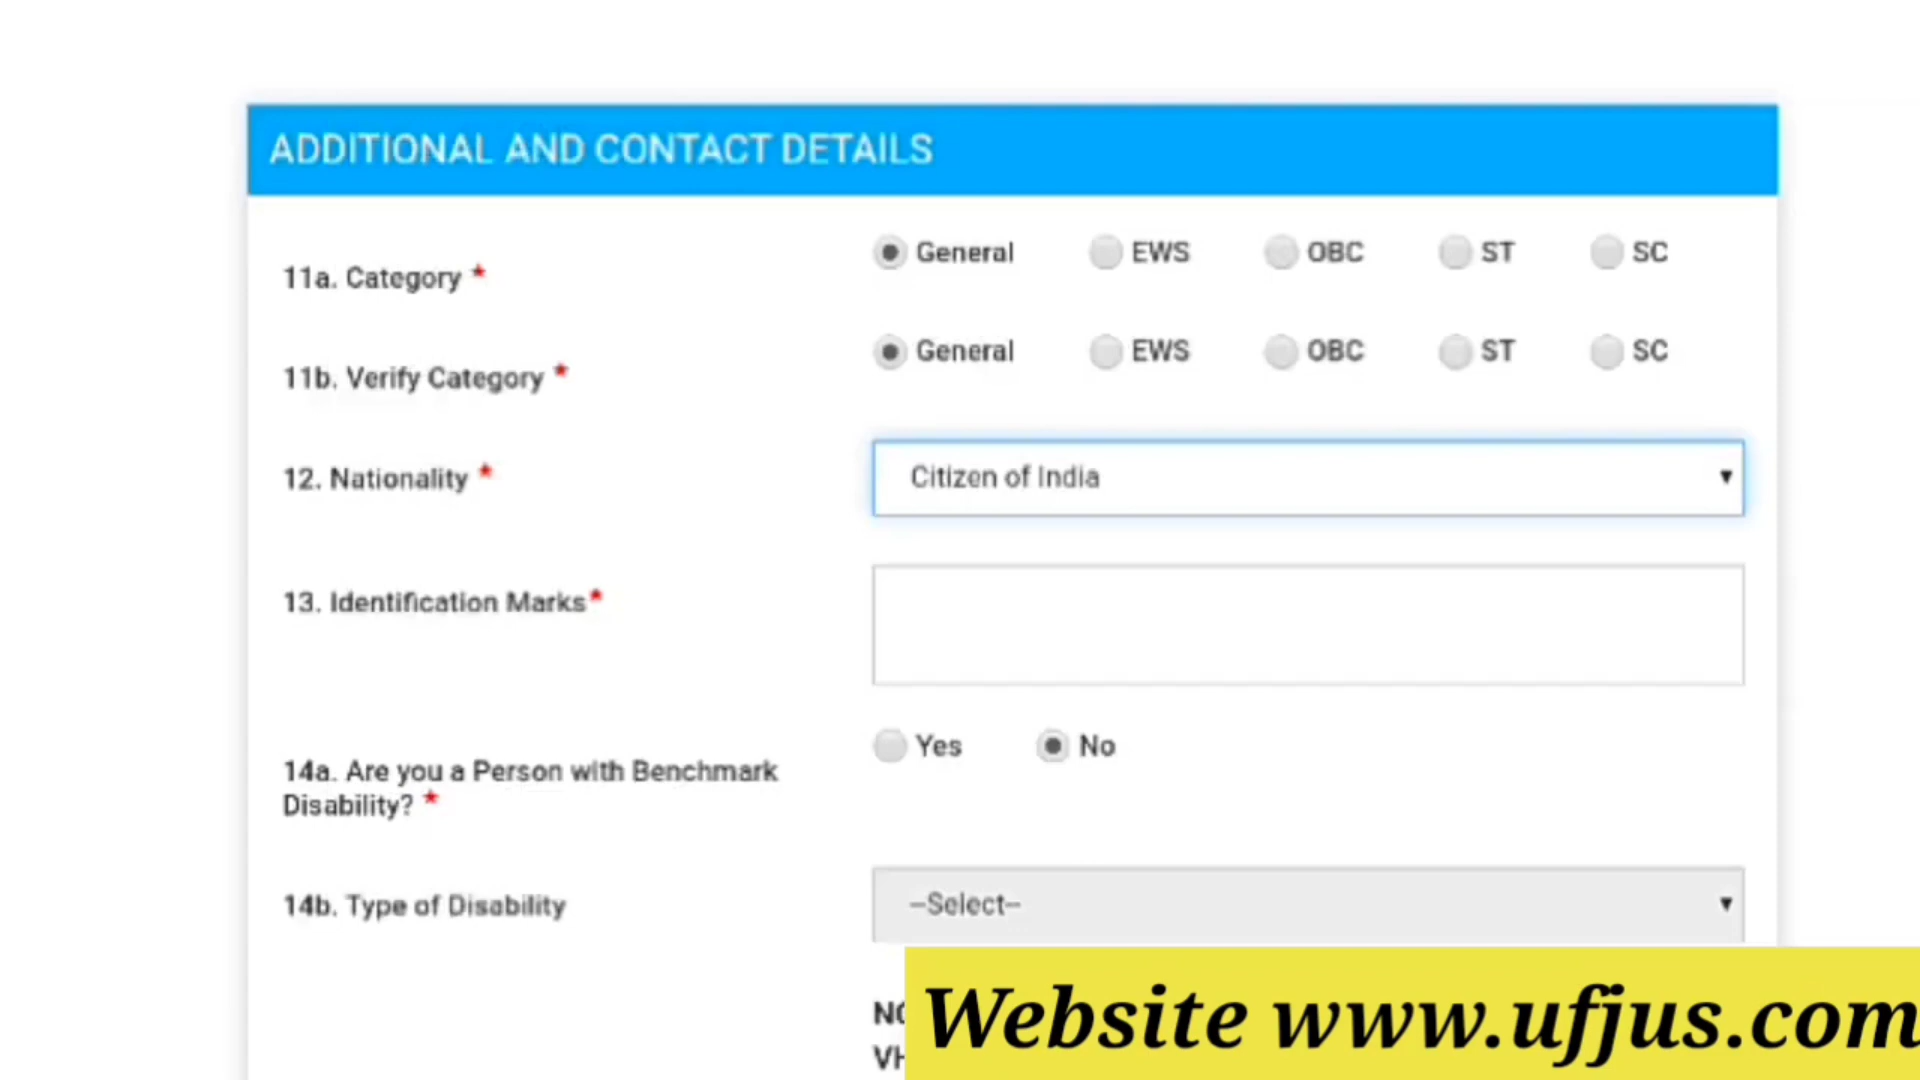 ADDITIONAL AND CONTACT DETAILS
11a. Category *
General EWS OBC ST SC
11b. Verify Category *
General EWS OBC ST SC
12. Nationality *
Citizen of India
13. Identification Marks*
14a. Are you a Person with Benchmark
Disability? *
Yes No
14b. Type of Disability
--Select--
Website www.ufjus.com